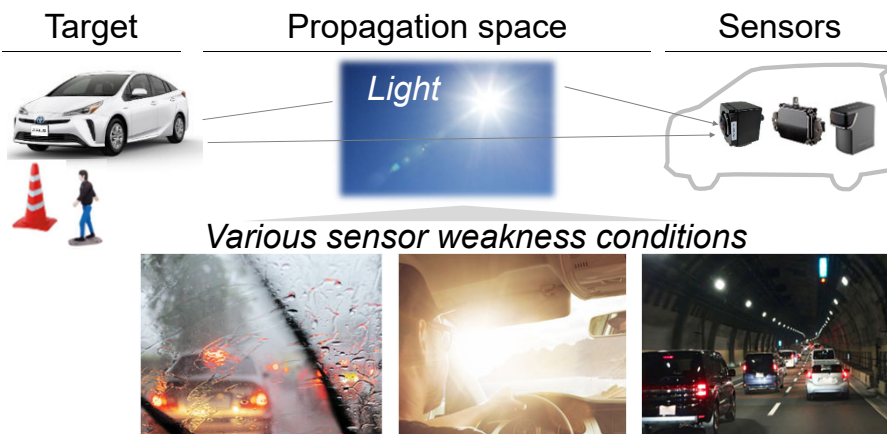 Target
Propagation space
Sensors
Light
Various sensor weakness conditions